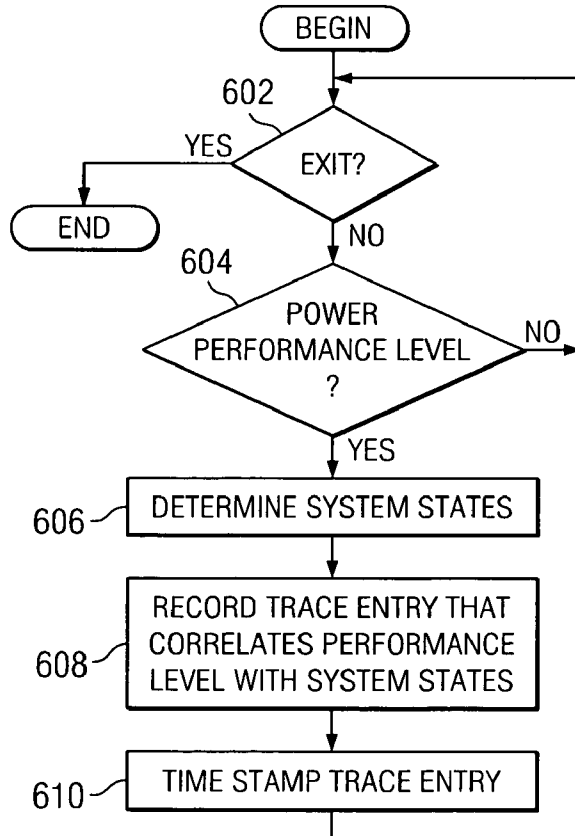 BEGIN
602
YES
EXIT?
END
NO
604
POWER
PERFORMANCE LEVEL
?
NO
YES
606
DETERMINE SYSTEM STATES
RECORD TRACE ENTRY THAT
CORRELATES PERFORMANCE
LEVEL WITH SYSTEM STATES
608
TIME STAMP TRACE ENTRY
610